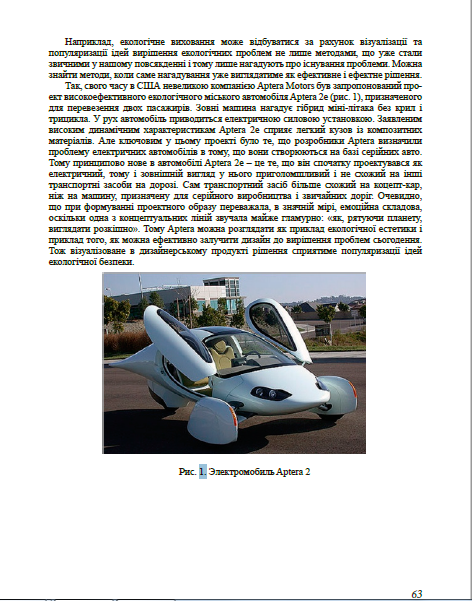 Наприклад, екологічне виховання може відбуватися за рахунок візуалізації та
популяризації ідей вирішення екологічних проблем не лише методами, що уже стали
звичними у нашому повсякденні і тому лише нагадують про існування проблеми. Можна
знайти методи, коли саме нагадування уже виглядатиме як ефективне і ефектне рішення.
Так, свого часу в США невеликою компанією Aptera Motors був запропонований про-
ект високоефективного екологічного міського автомобіля Aptera 2e (рис. 1), призначеного
для перевезення двох пасажирів. Зовні машина нагадує гібрид міні-літака без крил і
трицикла. У рух автомобіль приводиться електричною силовою установкою. Заявленим
високим динамічним характеристикам Aptera 2e сприяє легкий кузов із композитних
матеріалів. Але ключовим у цьому проекті було те, що розробники Aptera визначили
проблему електричних автомобілів в тому, що вони створюються на базі серійних авто.
Тому принципово нове в автомобілі Aptera 2e – це те, що він спочатку проектувався як
електричний, тому і зовнішній вигляд у нього приголомшливий і не схожий на інші
транспортні засоби на дорозі. Сам транспортний засіб більше схожий на коцепт-кар,
ніж на машину, призначену для серійного виробництва і звичайних доріг. Очевидно,
що при формуванні проектного образу переважала, в значній мірі, емоційна складова,
оскільки одна з концептуальних ліній звучала майже гламурно: «як, рятуючи планету,
виглядати розкішно». Тому Aptera можна розглядати як приклад екологічної естетики і
приклад того, як можна ефективно залучити дизайн до вирішення проблем сьогодення.
Тож візуалізоване в дизайнерському продукті рішення сприятиме популяризації ідей
екологічної безпеки.
Рис. 1. Электромобиль Aptera 2
63